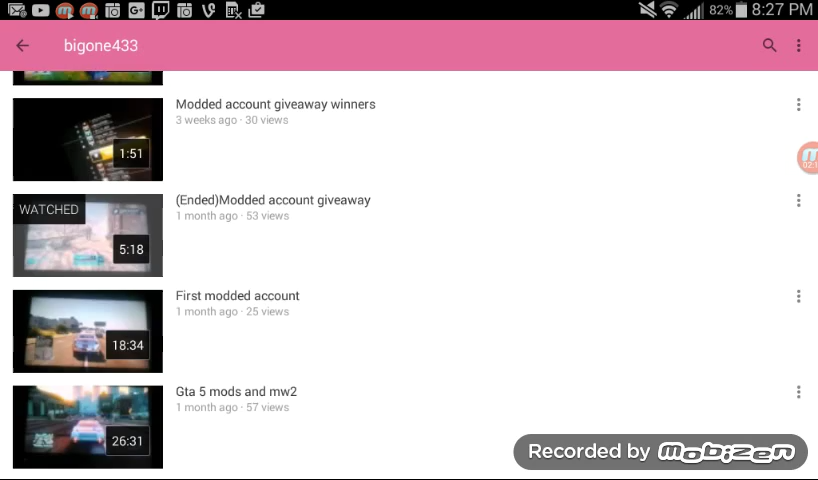 82% 8:27 PM
bigone433
Modded account giveaway winners
3 weeks ago · 30 views
1:51
WATCHED
(Ended)Modded account giveaway
1 month ago · 53 views
5:18
First modded account
1 month ago · 25 views
18:34
Gta 5 mods and mw2
1 month ago · 57 views
26:31
Recorded by mobizen